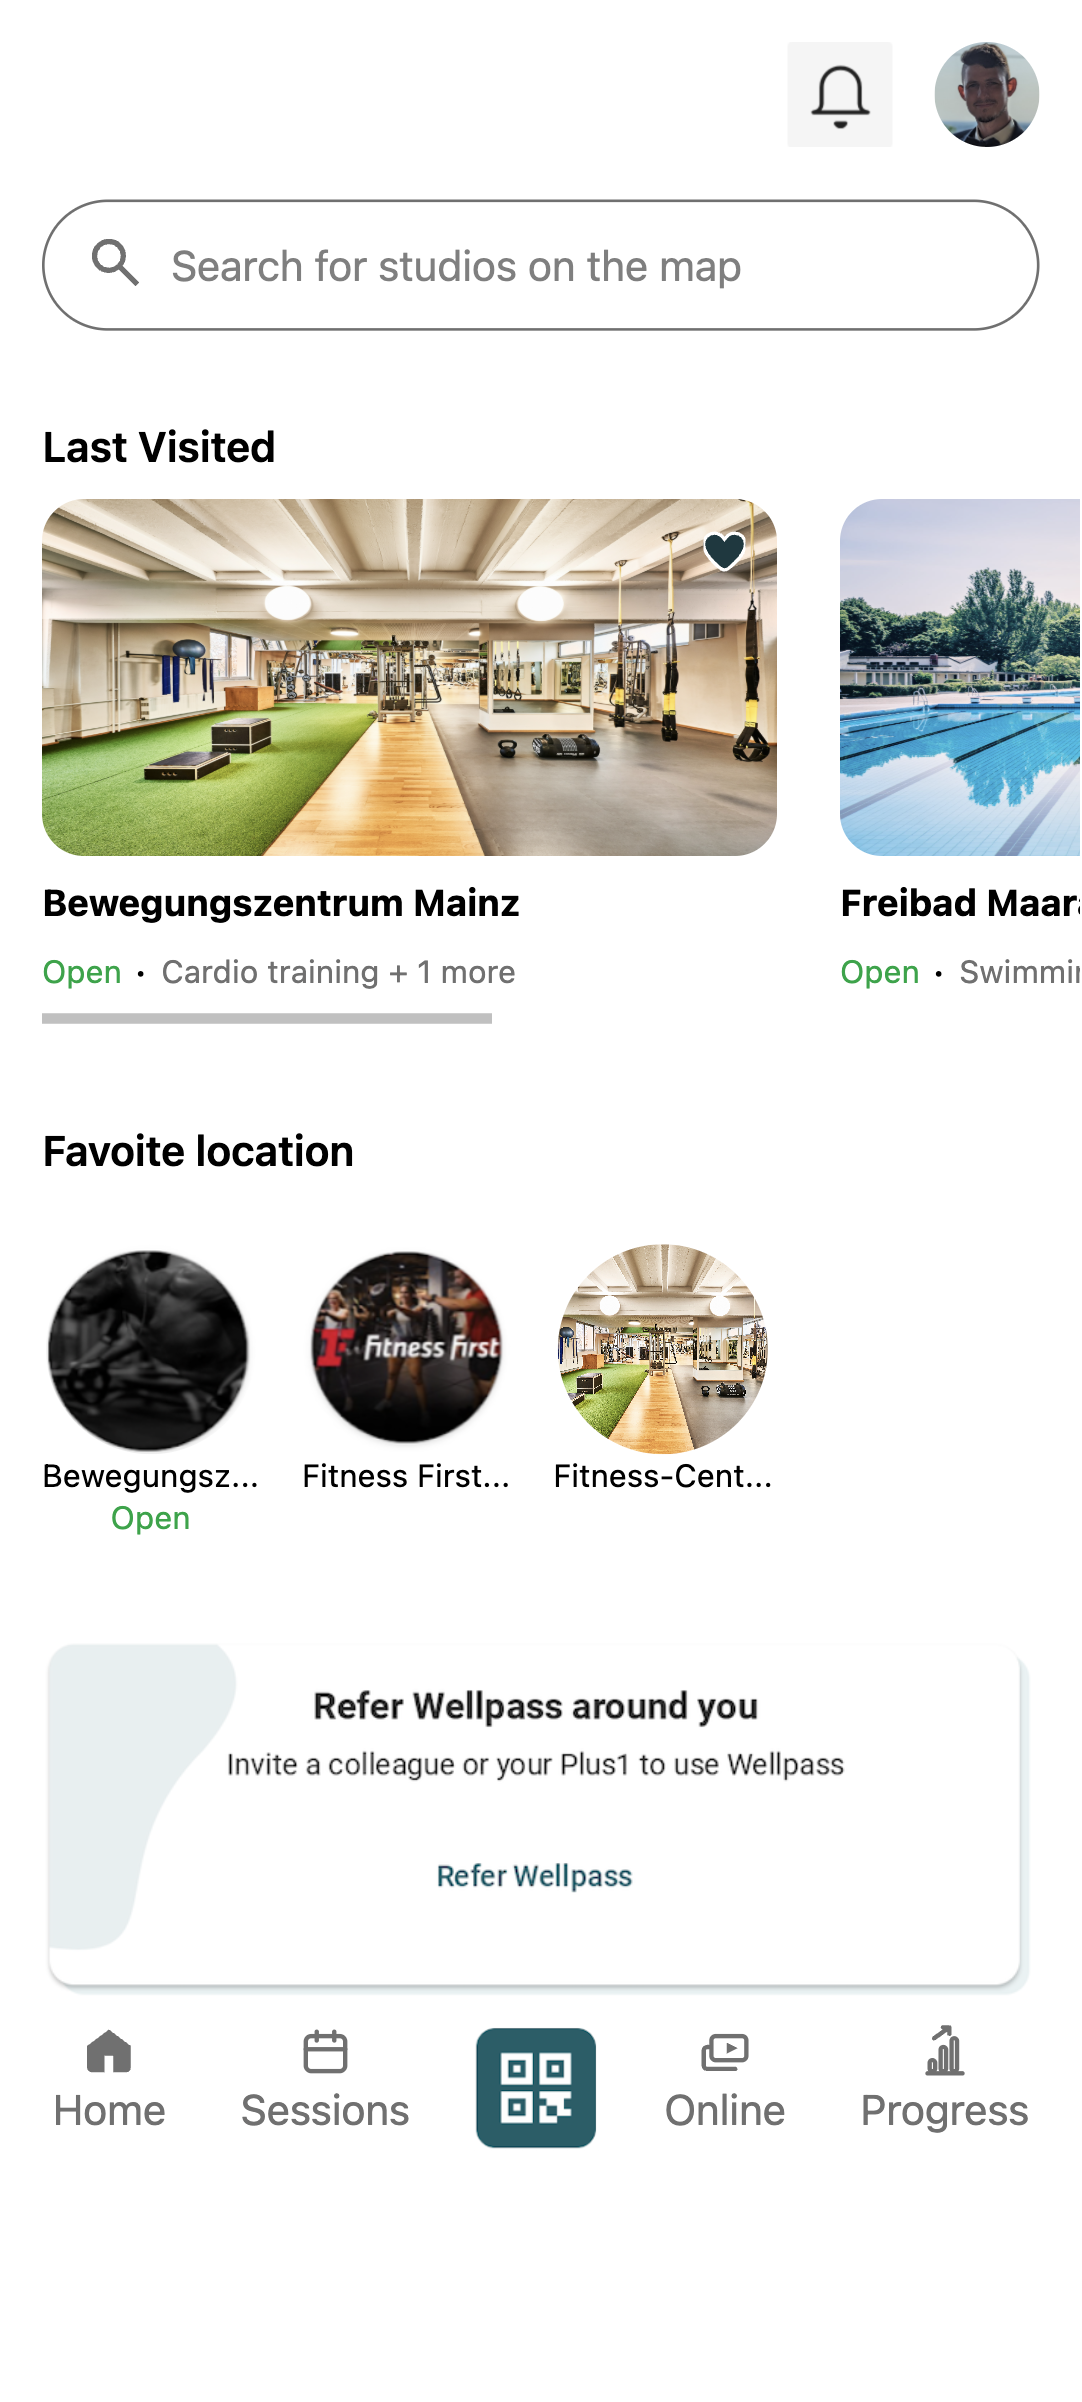 Search for studios on the map
Last Visited
Bewegungszentrum Mainz
Open • Cardio training + 1 more
Freibad Maar
Open • Swimmi
Favoite location
Fitness First
Bewegungsz...
Open
Fitness First...
Fitness-Cent...
Refer Wellpass around you
Invite a colleague or your Plus1 to use Wellpass
Refer Wellpass
Home
Sessions
Online
Progress